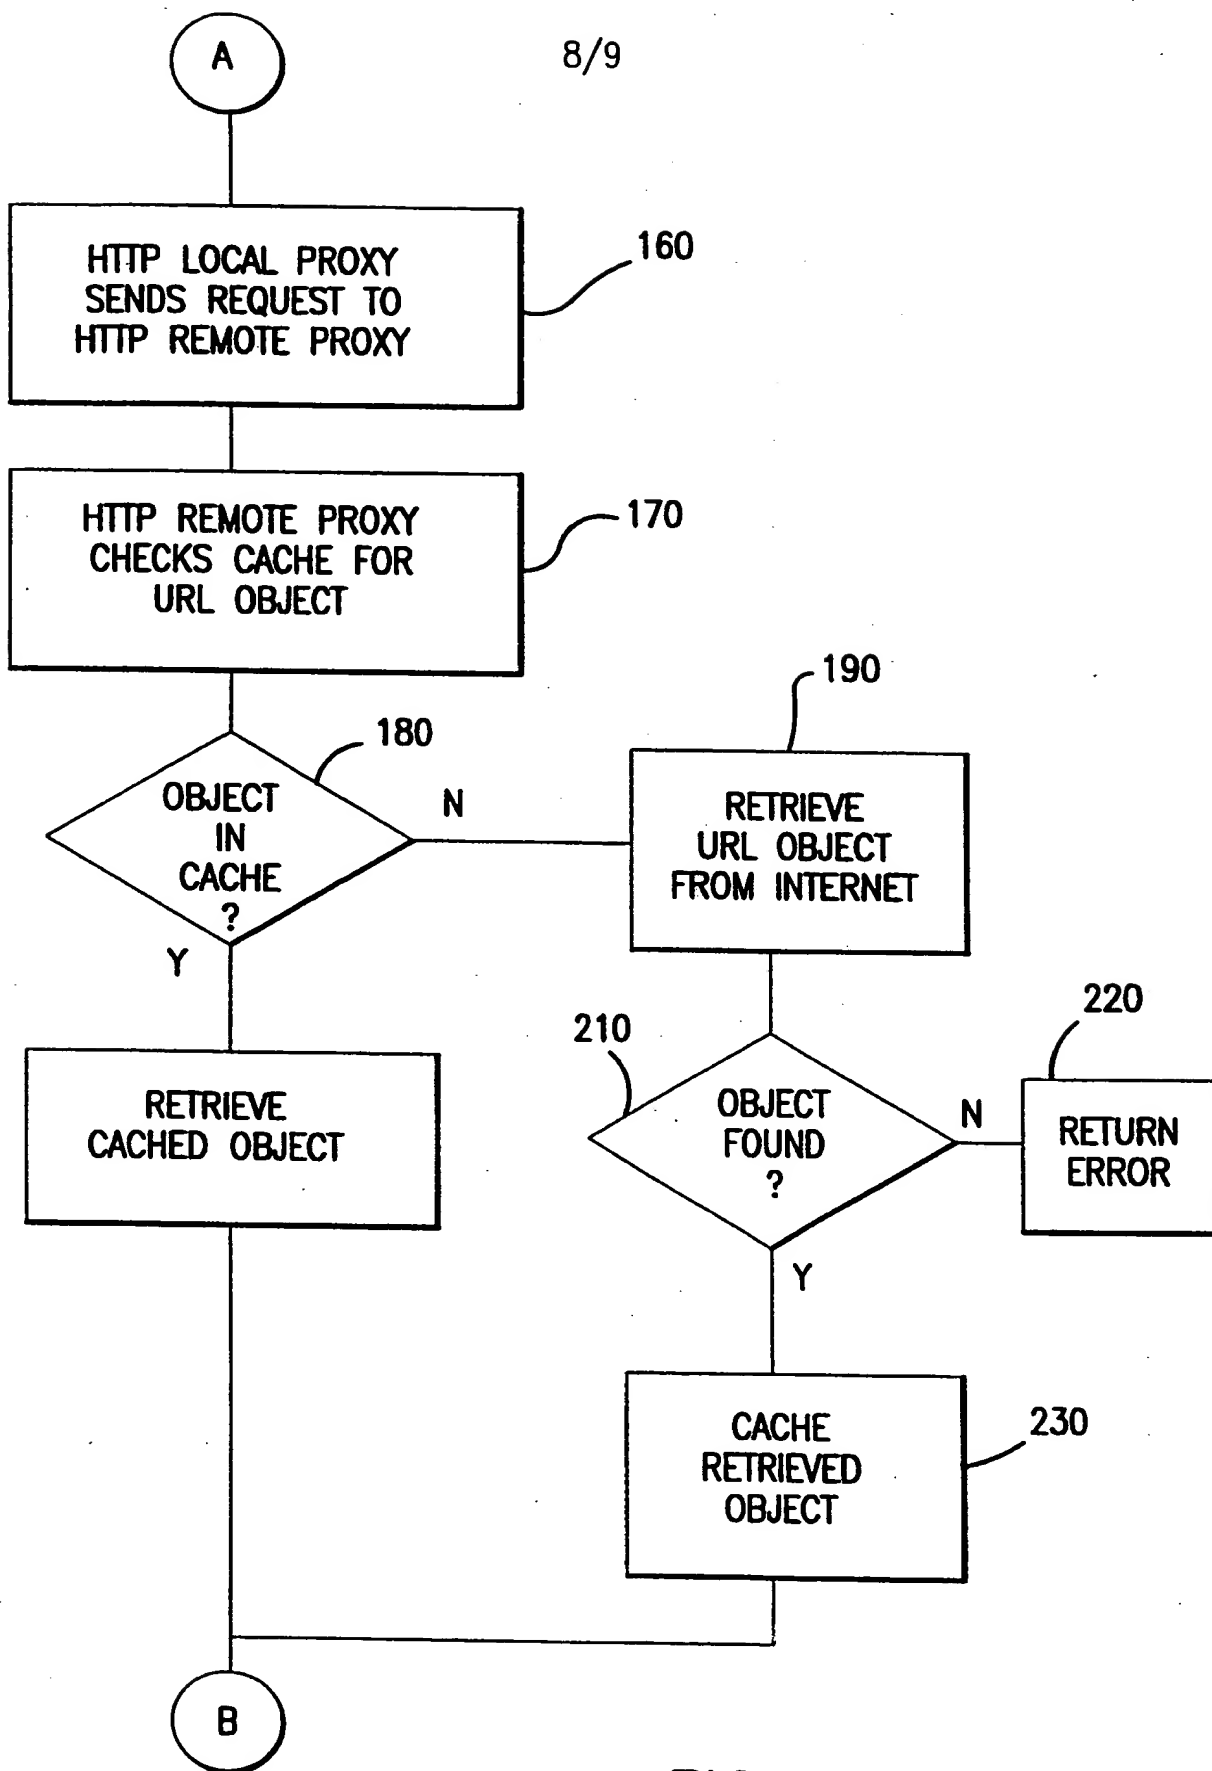 A
8/9
HTTP LOCAL PROXY
SENDS REQUEST TO
HTTP REMOTE PROXY
160
HTTP REMOTE PROXY
CHECKS CACHE FOR
URL OBJECT
170
180
OBJECT
IN
CACHE
?
N
Y
190
RETRIEVE
URL OBJECT
FROM INTERNET
RETRIEVE
CACHED OBJECT
210
OBJECT
FOUND
?
N
Y
220
RETURN
ERROR
CACHE
RETRIEVED
OBJECT
230
B